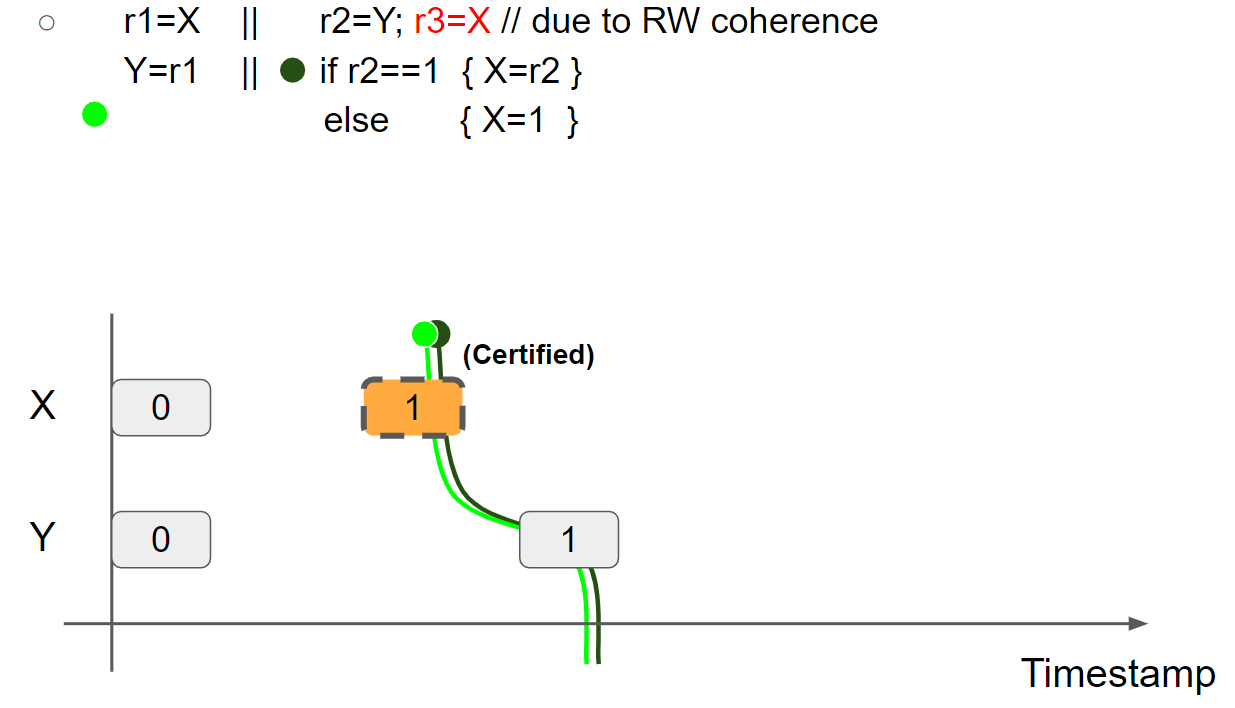 ○ r1=X || r2=Y; r3=X // due to RW coherence
Y=r1 || if r2==1 { X=r2 }
else { X=1 }
(Certified)
X 0 1
Y 0 1
Timestamp